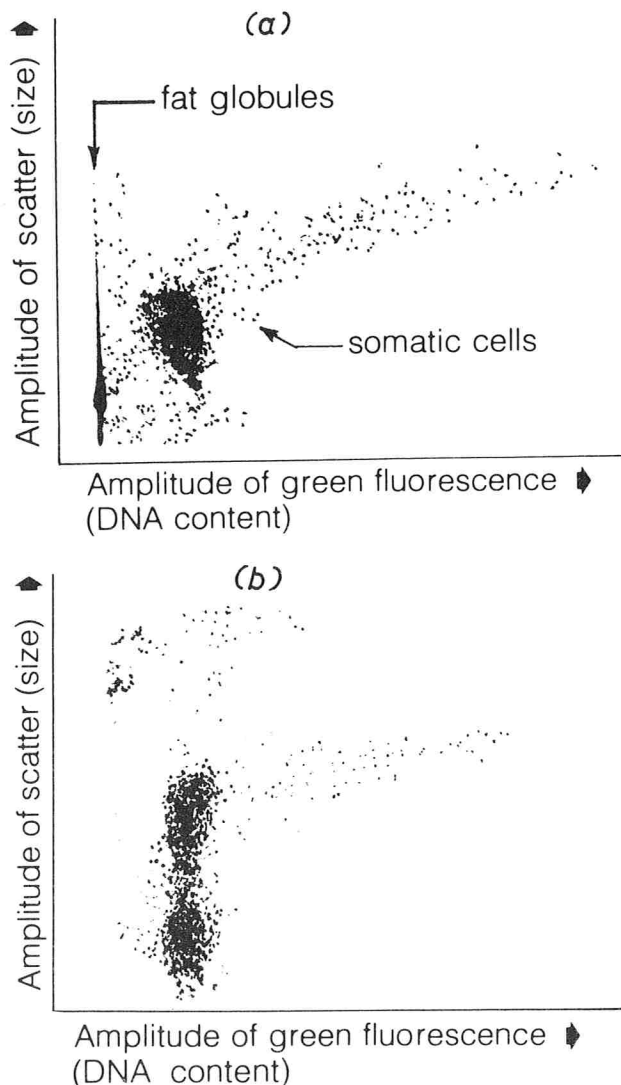 (a)
Amplitude of scatter (size)
fat globules
somatic cells
Amplitude of green fluorescence
(DNA content)
(b)
Amplitude of scatter (size)
Amplitude of green fluorescence
(DNA content)